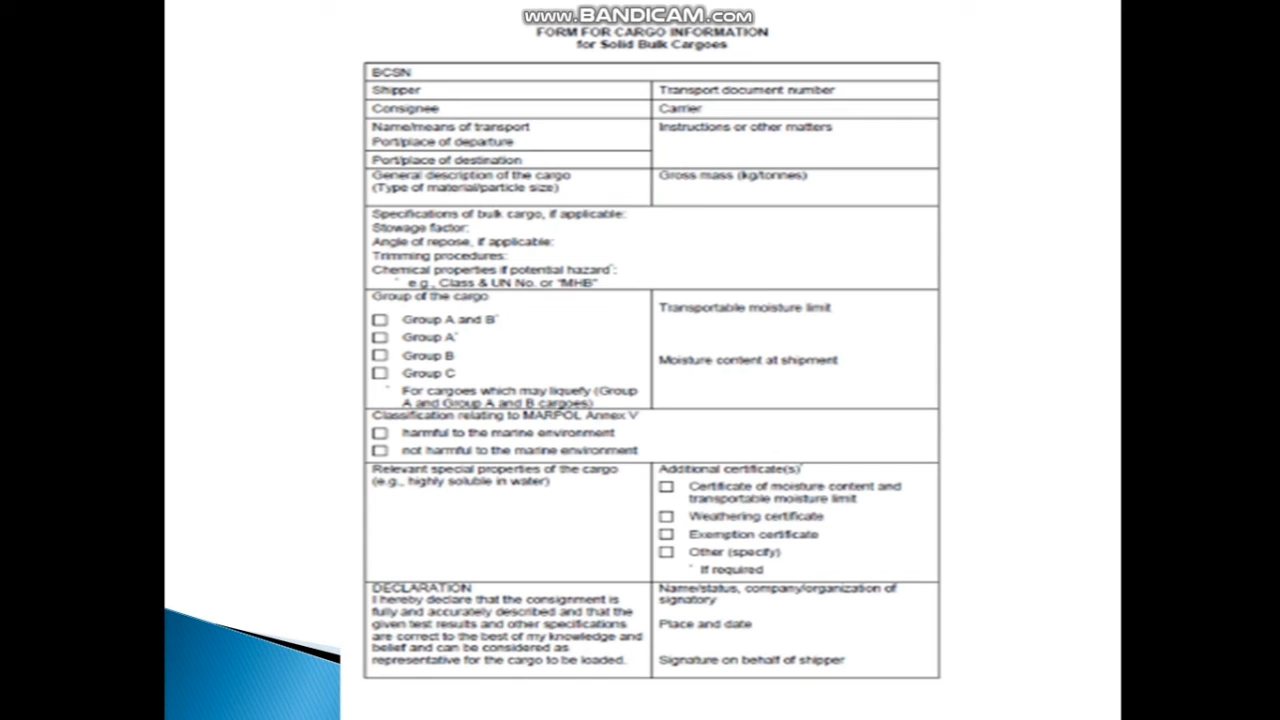 www.BANDICAM.com
FORM FOR CARGO INFORMATION
for Solid Bulk Cargoes
BCSN
Shipper
Transport document number
Consignee
Carrier
Name/means of transport
Port/place of departure
Instructions or other matters
Port/place of destination
General description of the cargo
(Type of material/particle size)
Gross mass (kg/tonnes)
Specifications of bulk cargo, if applicable:
Stowage factor:
Angle of repose, if applicable:
Trimming procedures:
Chemical properties if potential hazard*:
* e.g., Class & UN No. or "MHB"
Group of the cargo
Group A and B*
Group A*
Group B
Group C
* For cargoes which may liquefy (Group
A and Group A and B cargoes)
Transportable moisture limit
Moisture content at shipment
Classification relating to MARPOL Annex V
harmful to the marine environment
not harmful to the marine environment
Relevant special properties of the cargo
(e.g., highly soluble in water)
Additional certificate(s)*
Certificate of moisture content and
transportable moisture limit
Weathering certificate
Exemption certificate
Other (specify)
* If required
DECLARATION
I hereby declare that the consignment is
fully and accurately described and that the
given test results and other specifications
are correct to the best of my knowledge and
belief and can be considered as
representative for the cargo to be loaded.
Name/status, company/organization of
signatory
Place and date
Signature on behalf of shipper